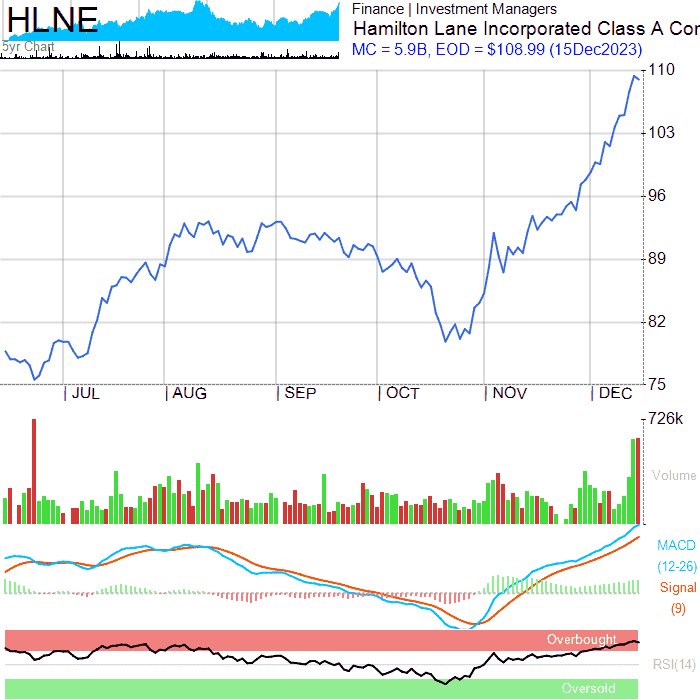 HLNE
5yr Chart
Finance | Investment Managers
Hamilton Lane Incorporated Class A Cor
MC = 5.9B, EOD = $108.99 (15Dec2023)
110
103
96
89
82
75
JUL AUG SEP OCT NOV DEC
726k
Volume
MACD
(12-26)
Signal
(9)
Overbought
RSI(14)
Oversold